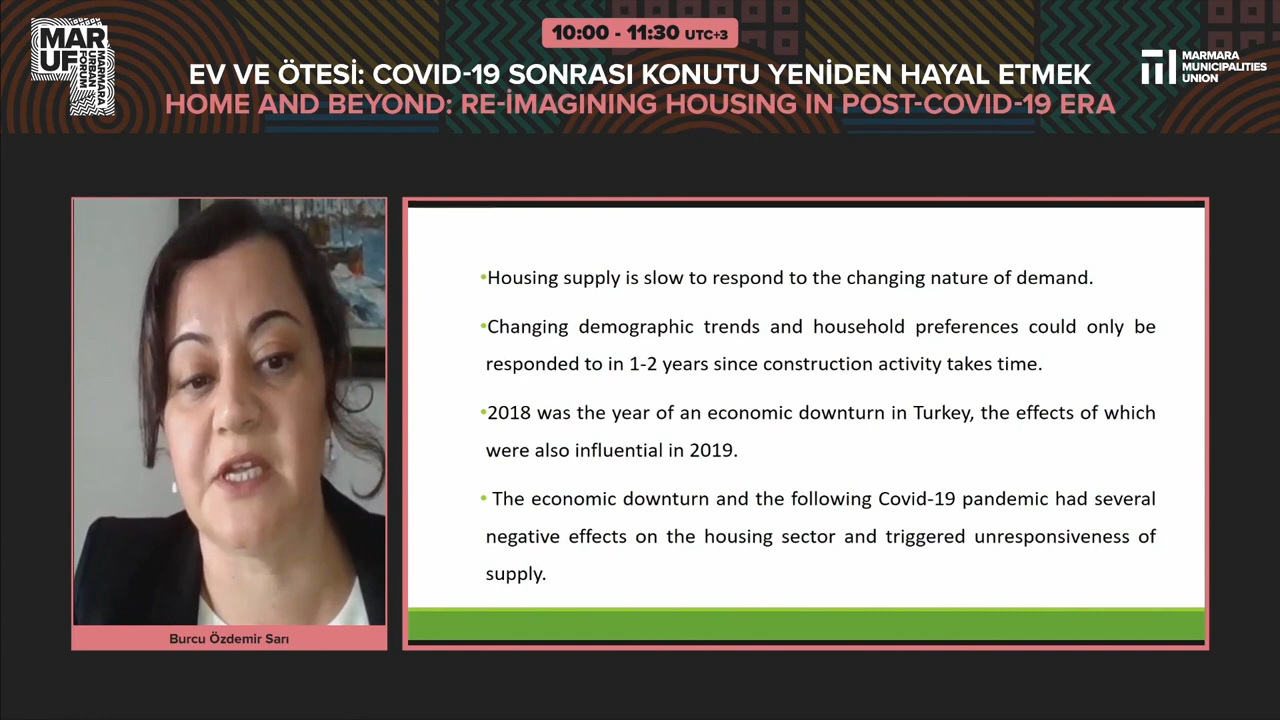 MAR
UF
MARMARA
URBAN
FORUM
10:00 - 11:30 UTC+3
EV VE ÖTESİ: COVID-19 SONRASI KONUTU YENİDEN HAYAL ETMEK
HOME AND BEYOND: RE-İMAGINING HOUSING IN POST-COVID-19 ERA
MARMARA
MUNICIPALITIES
UNION
•Housing supply is slow to respond to the changing nature of demand.
•Changing demographic trends and household preferences could only be
responded to in 1-2 years since construction activity takes time.
•2018 was the year of an economic downturn in Turkey, the effects of which
were also influential in 2019.
• The economic downturn and the following Covid-19 pandemic had several
negative effects on the housing sector and triggered unresponsiveness of
supply.
Burcu Özdemir Sarı